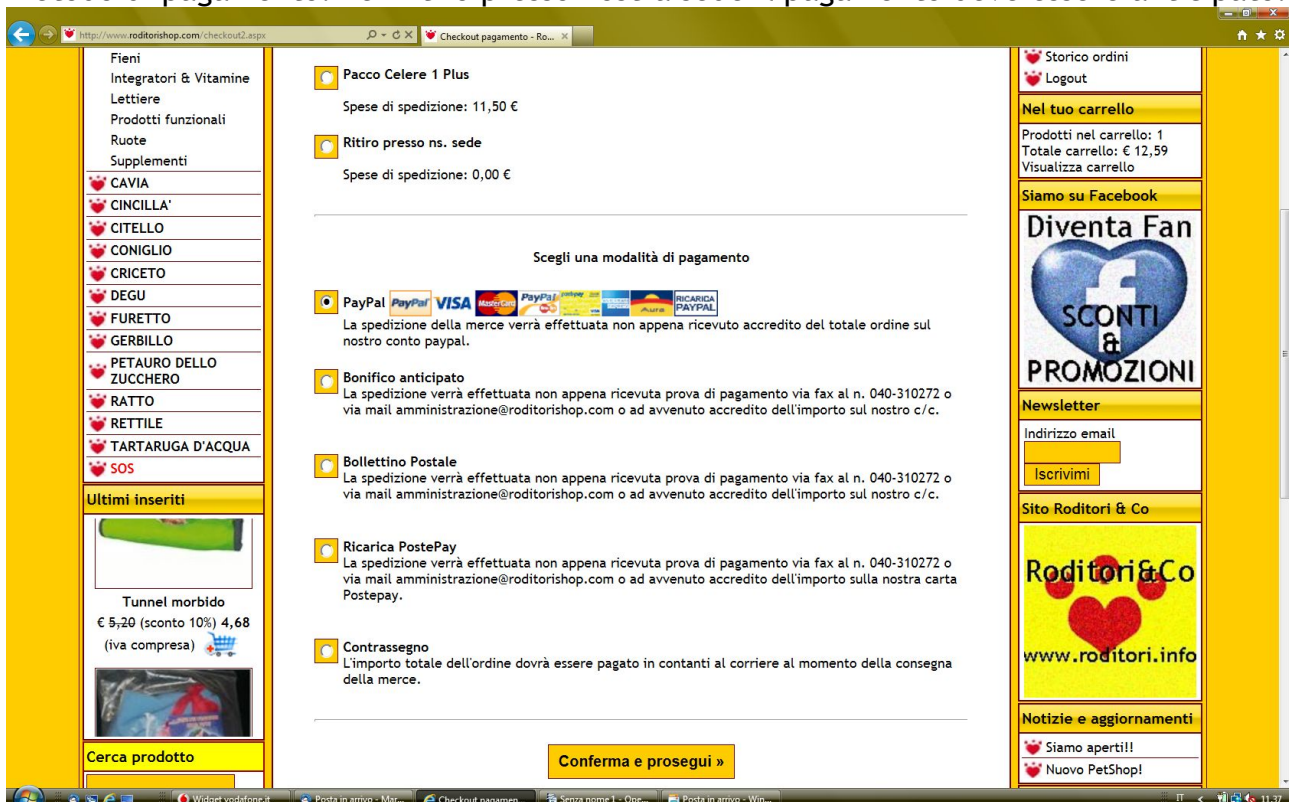 http://www.roditorishop.com/checkout2.aspx
Checkout pagamento - Ro...
Fieni
Integratori & Vitamine
Lettiere
Prodotti funzionali
Ruote
Supplementi
CAVIA
CINCILLA'
CITELLO
CONIGLIO
CRICETO
DEGU
FURETTO
GERBILLO
PETAURO DELLO
ZUCCHERO
RATTO
RETTILE
TARTARUGA D'ACQUA
SOS
Ultimi inseriti
Tunnel morbido
€ 5,20 (sconto 10%) 4,68
(iva compresa)
Cerca prodotto
Pacco Celere 1 Plus
Spese di spedizione: 11,50 €
Ritiro presso ns. sede
Spese di spedizione: 0,00 €
Scegli una modalità di pagamento
PayPal PayPal VISA MasterCard PayPal Aura RICARICA PAYPAL
La spedizione della merce verrà effettuata non appena ricevuto accredito del totale ordine sul
nostro conto paypal.
Bonifico anticipato
La spedizione verrà effettuata non appena ricevuta prova di pagamento via fax al n. 040-310272 o
via mail amministrazione@roditorishop.com o ad avvenuto accredito dell'importo sul nostro c/c.
Bollettino Postale
La spedizione verrà effettuata non appena ricevuta prova di pagamento via fax al n. 040-310272 o
via mail amministrazione@roditorishop.com o ad avvenuto accredito dell'importo sul nostro c/c.
Ricarica PostePay
La spedizione verrà effettuata non appena ricevuta prova di pagamento via fax al n. 040-310272 o
via mail amministrazione@roditorishop.com o ad avvenuto accredito dell'importo sulla nostra carta
Postepay.
Contrassegno
L'importo totale dell'ordine dovrà essere pagato in contanti al corriere al momento della consegna
della merce.
Conferma e prosegui »
Storico ordini
Logout
Nel tuo carrello
Prodotti nel carrello: 1
Totale carrello: € 12,59
Visualizza carrello
Siamo su Facebook
Diventa Fan
f
SCONTI
&
PROMOZIONI
Newsletter
Indirizzo email
Iscrivimi
Sito Roditori & Co
Roditori&Co
www.roditori.info
Notizie e aggiornamenti
Siamo aperti!!
Nuovo PetShop!
Widget vodafone.it
Posta in arrivo - Mar...
Checkout pagamen...
Senza nome 1 - Ope...
Posta in arrivo - Win...
IT
11.37